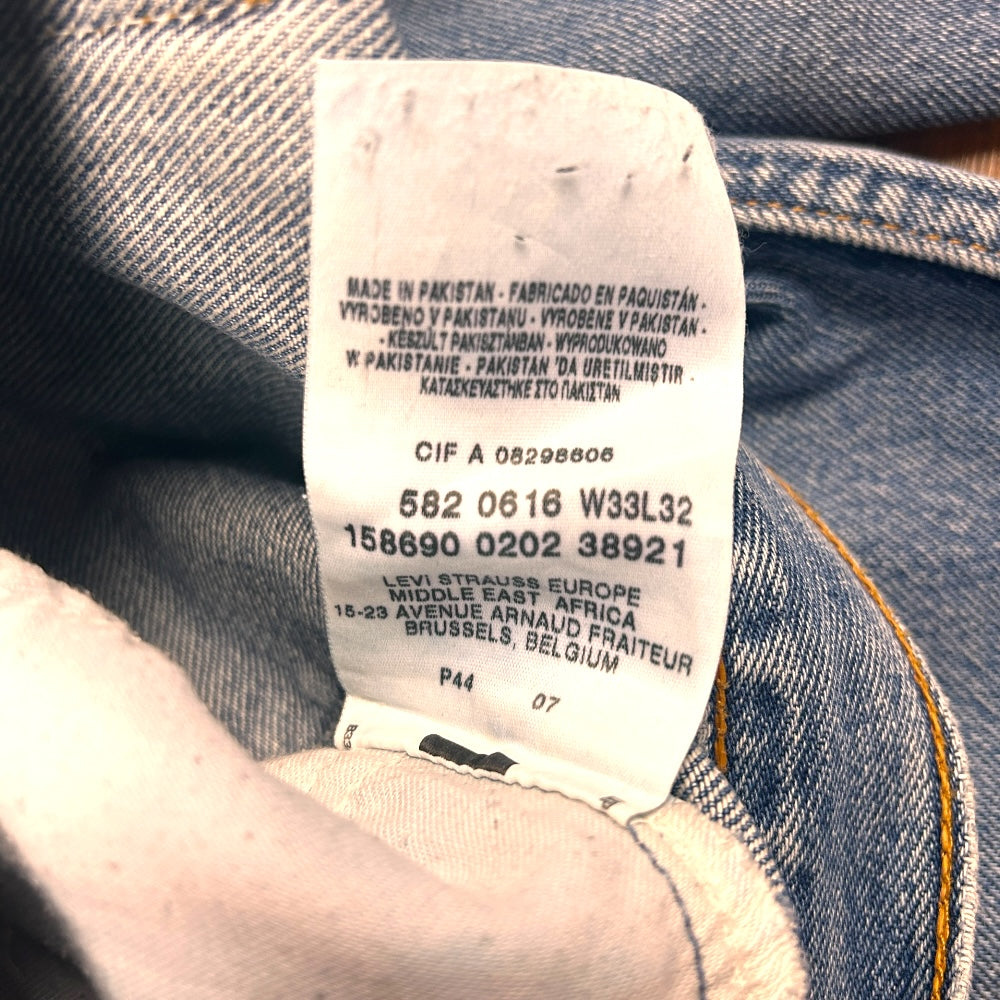 MADE IN PAKISTAN - FABRICADO EN PAQUISTÁN -
VYROBENO V PAKISTANU - VYROBENE V PAKISTAN -
- KÉSZÜLT PAKISZTÁNBAN - WYPRODUKOWANO
W PAKISTANIE - PAKISTAN 'DA ÜRETILMIŞTIR -
ΚΑΤΑΣΚΕΥΑΣΤΗΚΕ ΣΤΟ ΠΑΚΙΣΤΑΝ
CIF A 08298606
582 0616 W33L32
158690 0202 38921
LEVI STRAUSS EUROPE
MIDDLE EAST AFRICA
15-23 AVENUE ARNAUD FRAITEUR
BRUSSELS, BELGIUM
P44 07